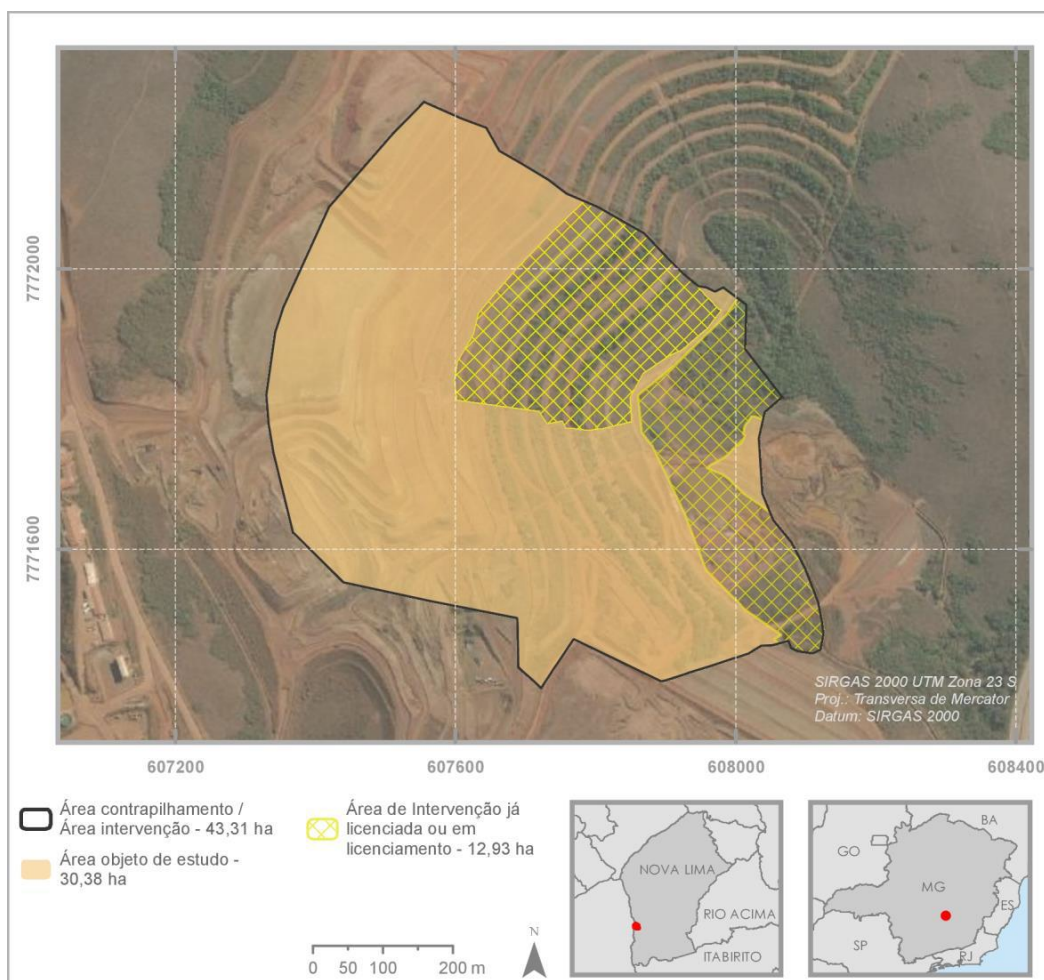 7772000
7771600
SIRGAS 2000 UTM Zona 23 S
Proj.: Transversa de Mercator
Datum: SIRGAS 2000
607200
607600
608000
608400
Área contrapilhamento /
Área intervenção - 43,31 ha
Área objeto de estudo -
30,38 ha
Área de Intervenção já
licenciada ou em
licenciamento - 12,93 ha
N
0 50 100 200 m
NOVA LIMA
RIO ACIMA
ITABIRITO
BA
GO
MG
ES
SP
RJ